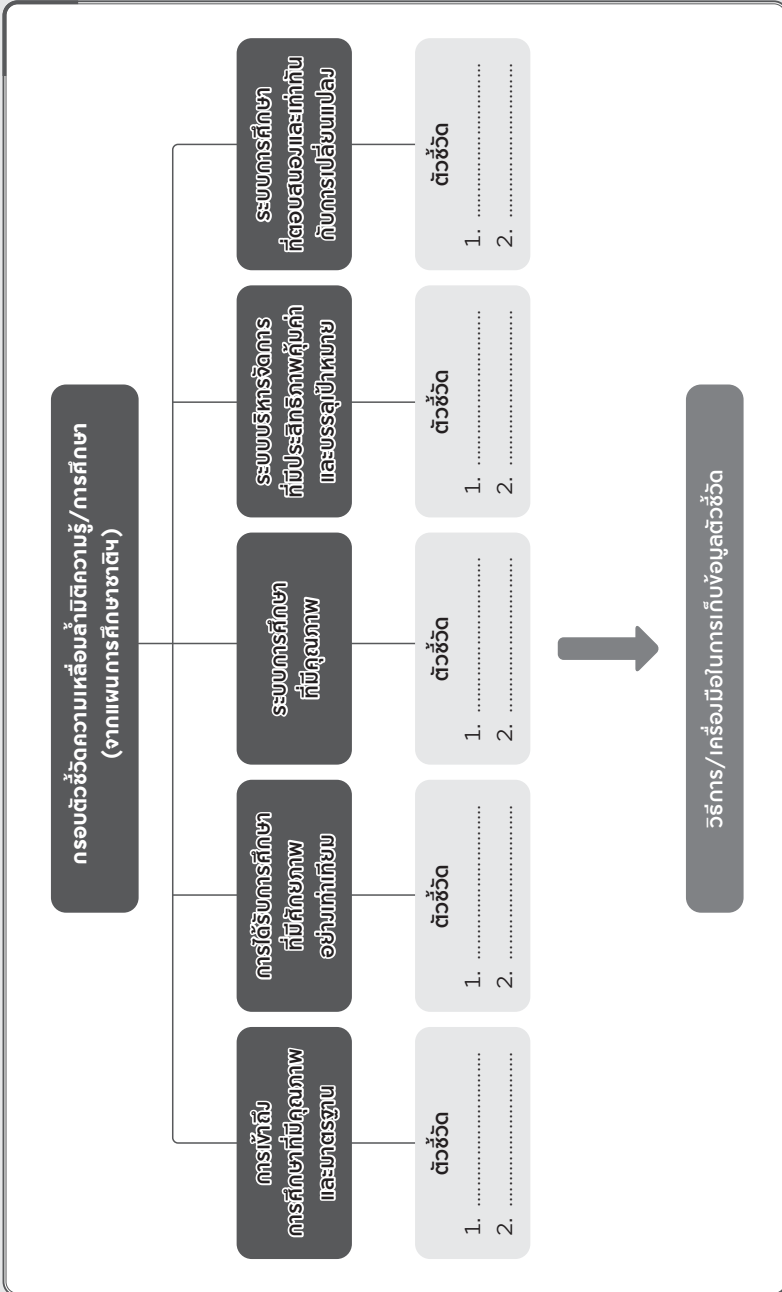 กรอบตัวชี้วัดความเหลื่อมล้ำมิติความรู้/การศึกษา
(จากแผนการศึกษาชาติฯ)
การเข้าถึง
การศึกษาที่มีคุณภาพ
และมาตรฐาน
การได้รับการศึกษา
ที่มีศักยภาพ
อย่างเท่าเทียม
ระบบการศึกษา
ที่มีคุณภาพ
ระบบบริหารจัดการ
ที่มีประสิทธิภาพคุ้มค่า
และบรรลุเป้าหมาย
ระบบการศึกษา
ที่ตอบสนองและเท่าทัน
กับการเปลี่ยนแปลง
ตัวชี้วัด
1. ................................
2. ................................
ตัวชี้วัด
1. ................................
2. ................................
ตัวชี้วัด
1. ................................
2. ................................
ตัวชี้วัด
1. ................................
2. ................................
ตัวชี้วัด
1. ................................
2. ................................
วิธีการ/เครื่องมือในการเก็บข้อมูลตัวชี้วัด